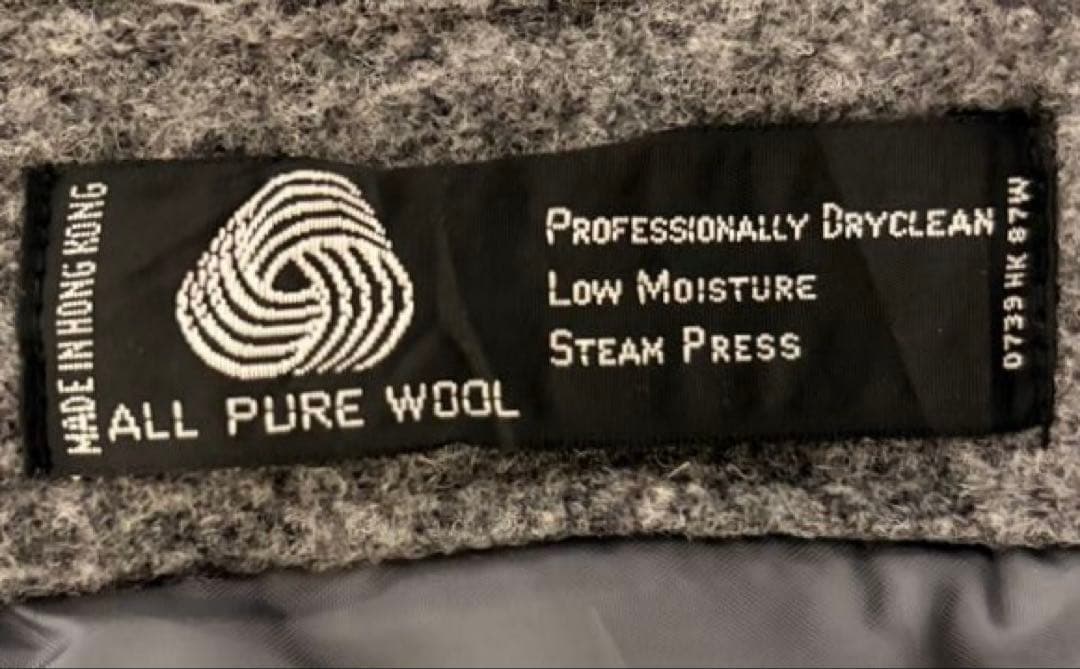 MADE IN HONG KONG
ALL PURE WOOL
PROFESSIONALLY DRYCLEAN
LOW MOISTURE
STEAM PRESS
0739 HK 87W